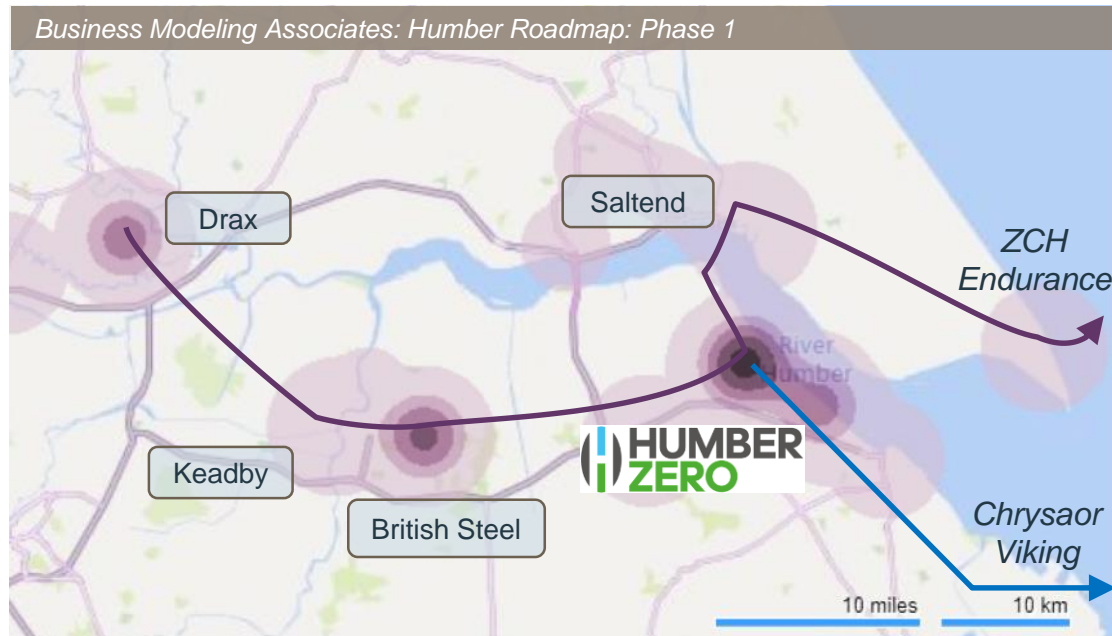 Business Modeling Associates: Humber Roadmap: Phase 1
Drax
Saltend
ZCH
Endurance
River
Humber
HUMBER
ZERO
Keadby
British Steel
Chrysaor
Viking
10 miles
10 km